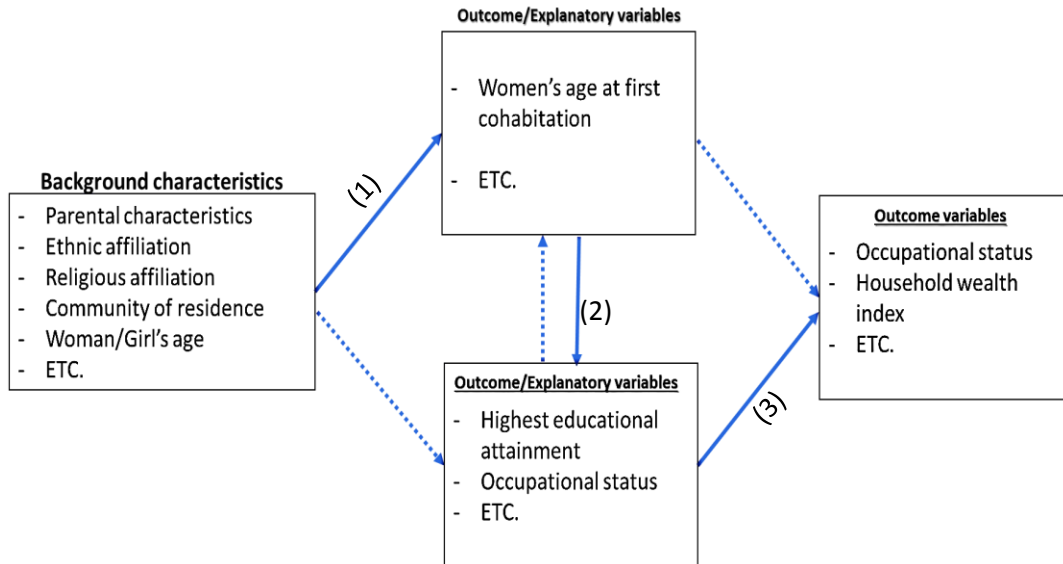 Outcome/Explanatory variables
- Women's age at first
cohabitation
- ETC.
(1)
Background characteristics
- Parental characteristics
- Ethnic affiliation
- Religious affiliation
- Community of residence
- Woman/Girl's age
- ETC.
(2)
Outcome/Explanatory variables
- Highest educational
attainment
- Occupational status
- ETC.
(3)
Outcome variables
- Occupational status
- Household wealth
index
- ETC.